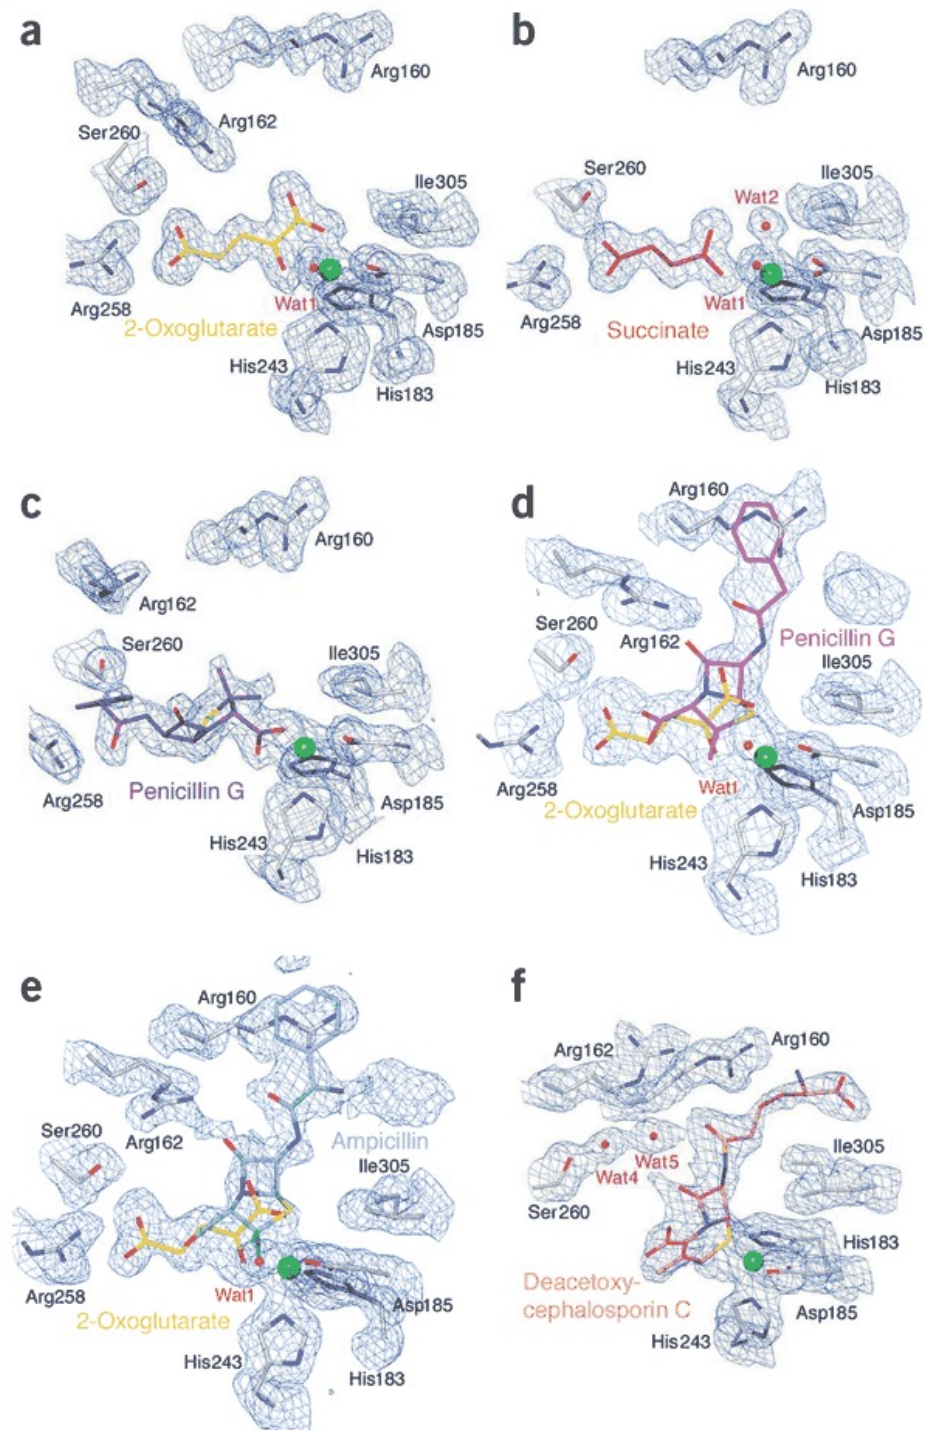 a
Arg160
Arg162
Ser260
Ile305
Arg258
Wat1
2-Oxoglutarate
Asp185
His243
His183
b
Arg160
Ser260
Ile305
Wat2
Wat1
Arg258
Succinate
Asp185
His243
His183
c
Arg160
Arg162
Ser260
Ile305
Arg258
Penicillin G
Asp185
His243
His183
d
Arg160
Ser260
Arg162
Penicillin G
Ile305
Arg258
Wat1
2-Oxoglutarate
Asp185
His243
His183
e
Arg160
Ser260
Arg162
Ampicillin
Ile305
Arg258
Wat1
Asp185
2-Oxoglutarate
His243
His183
f
Arg162
Arg160
Wat5
Wat4
Ile305
Ser260
His183
Deacetoxy-
cephalosporin C
Asp185
His243